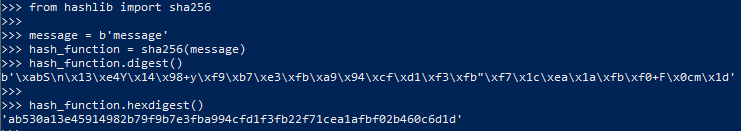 >>> from hashlib import sha256
>>>
>>> message = b'message'
>>> hash_function = sha256(message)
>>> hash_function.digest()
b'\xabS\n\x13\xe4Y\x14\x98+y\xf9\xb7\xe3\xfb\xa9\x94\xcf\xd1\xf3\xfb"\xf7\x1c\xea\x1a\xfb\xf0+F\x0cm\x1d'
>>>
>>> hash_function.hexdigest()
'ab530a13e45914982b79f9b7e3fba994cfd1f3fb22f71cea1afbf02b460c6d1d'